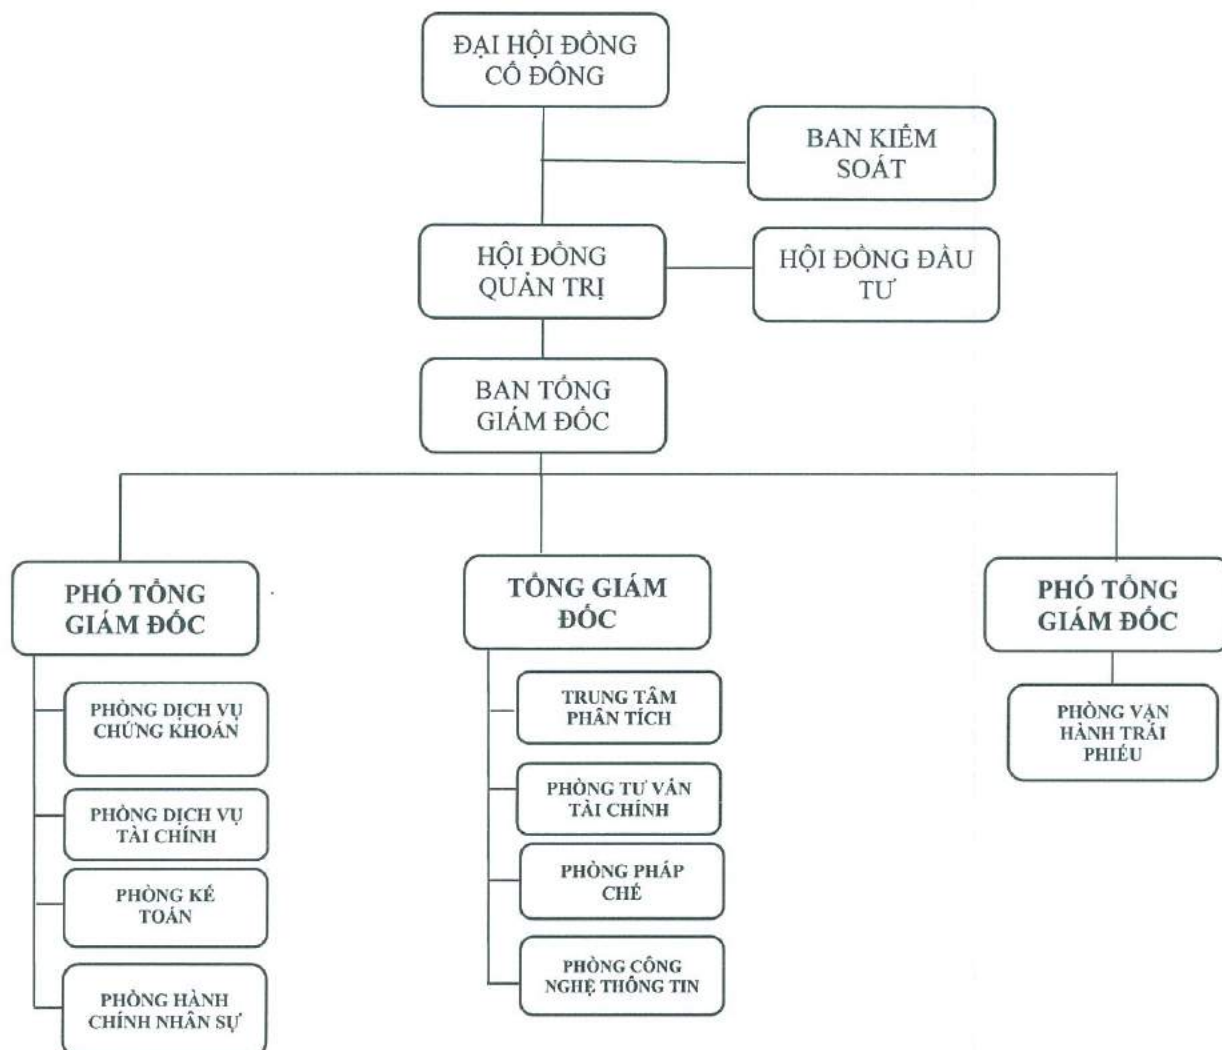 ĐẠI HỘI ĐỒNG
CỔ ĐÔNG
BAN KIỂM
SOÁT
HỘI ĐỒNG
QUẢN TRỊ
HỘI ĐỒNG ĐẦU
TƯ
BAN TỔNG
GIÁM ĐỐC
PHÓ TỔNG
GIÁM ĐỐC
PHÒNG DỊCH VỤ
CHỨNG KHOÁN
PHÒNG DỊCH VỤ
TÀI CHÍNH
PHÒNG KẾ
TOÁN
PHÒNG HÀNH
CHÍNH NHÂN SỰ
TỔNG GIÁM
ĐỐC
TRUNG TÂM
PHÂN TÍCH
PHÒNG TƯ VẤN
TÀI CHÍNH
PHÒNG PHÁP
CHẾ
PHÒNG CÔNG
NGHỆ THÔNG TIN
PHÓ TỔNG
GIÁM ĐỐC
PHÒNG VẬN
HÀNH TRÁI
PHIẾU